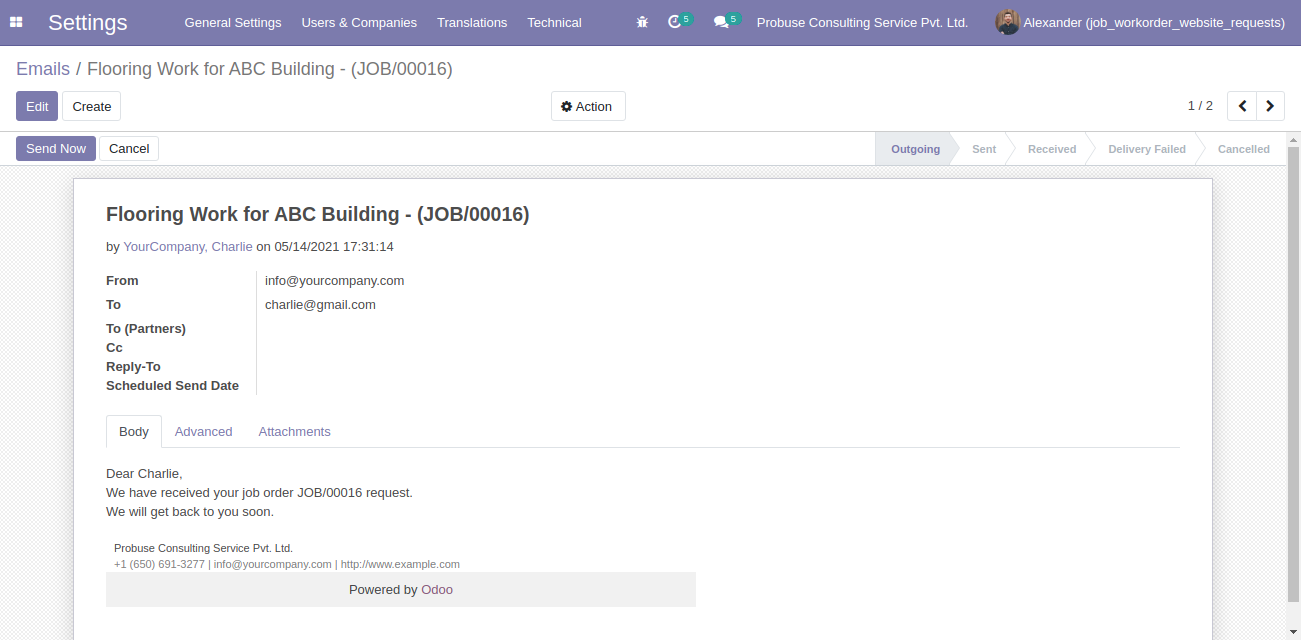 Settings General Settings Users & Companies Translations Technical 5 5 Probuse Consulting Service Pvt. Ltd. Alexander (job_workorder_website_requests)
Emails / Flooring Work for ABC Building - (JOB/00016)
Edit Create Action 1 / 2
Send Now Cancel Outgoing Sent Received Delivery Failed Cancelled
Flooring Work for ABC Building - (JOB/00016)
by YourCompany, Charlie on 05/14/2021 17:31:14
From info@yourcompany.com
To charlie@gmail.com
To (Partners)
Cc
Reply-To
Scheduled Send Date
Body Advanced Attachments
Dear Charlie,
We have received your job order JOB/00016 request.
We will get back to you soon.
Probuse Consulting Service Pvt. Ltd.
+1 (650) 691-3277 | info@yourcompany.com | http://www.example.com
Powered by Odoo